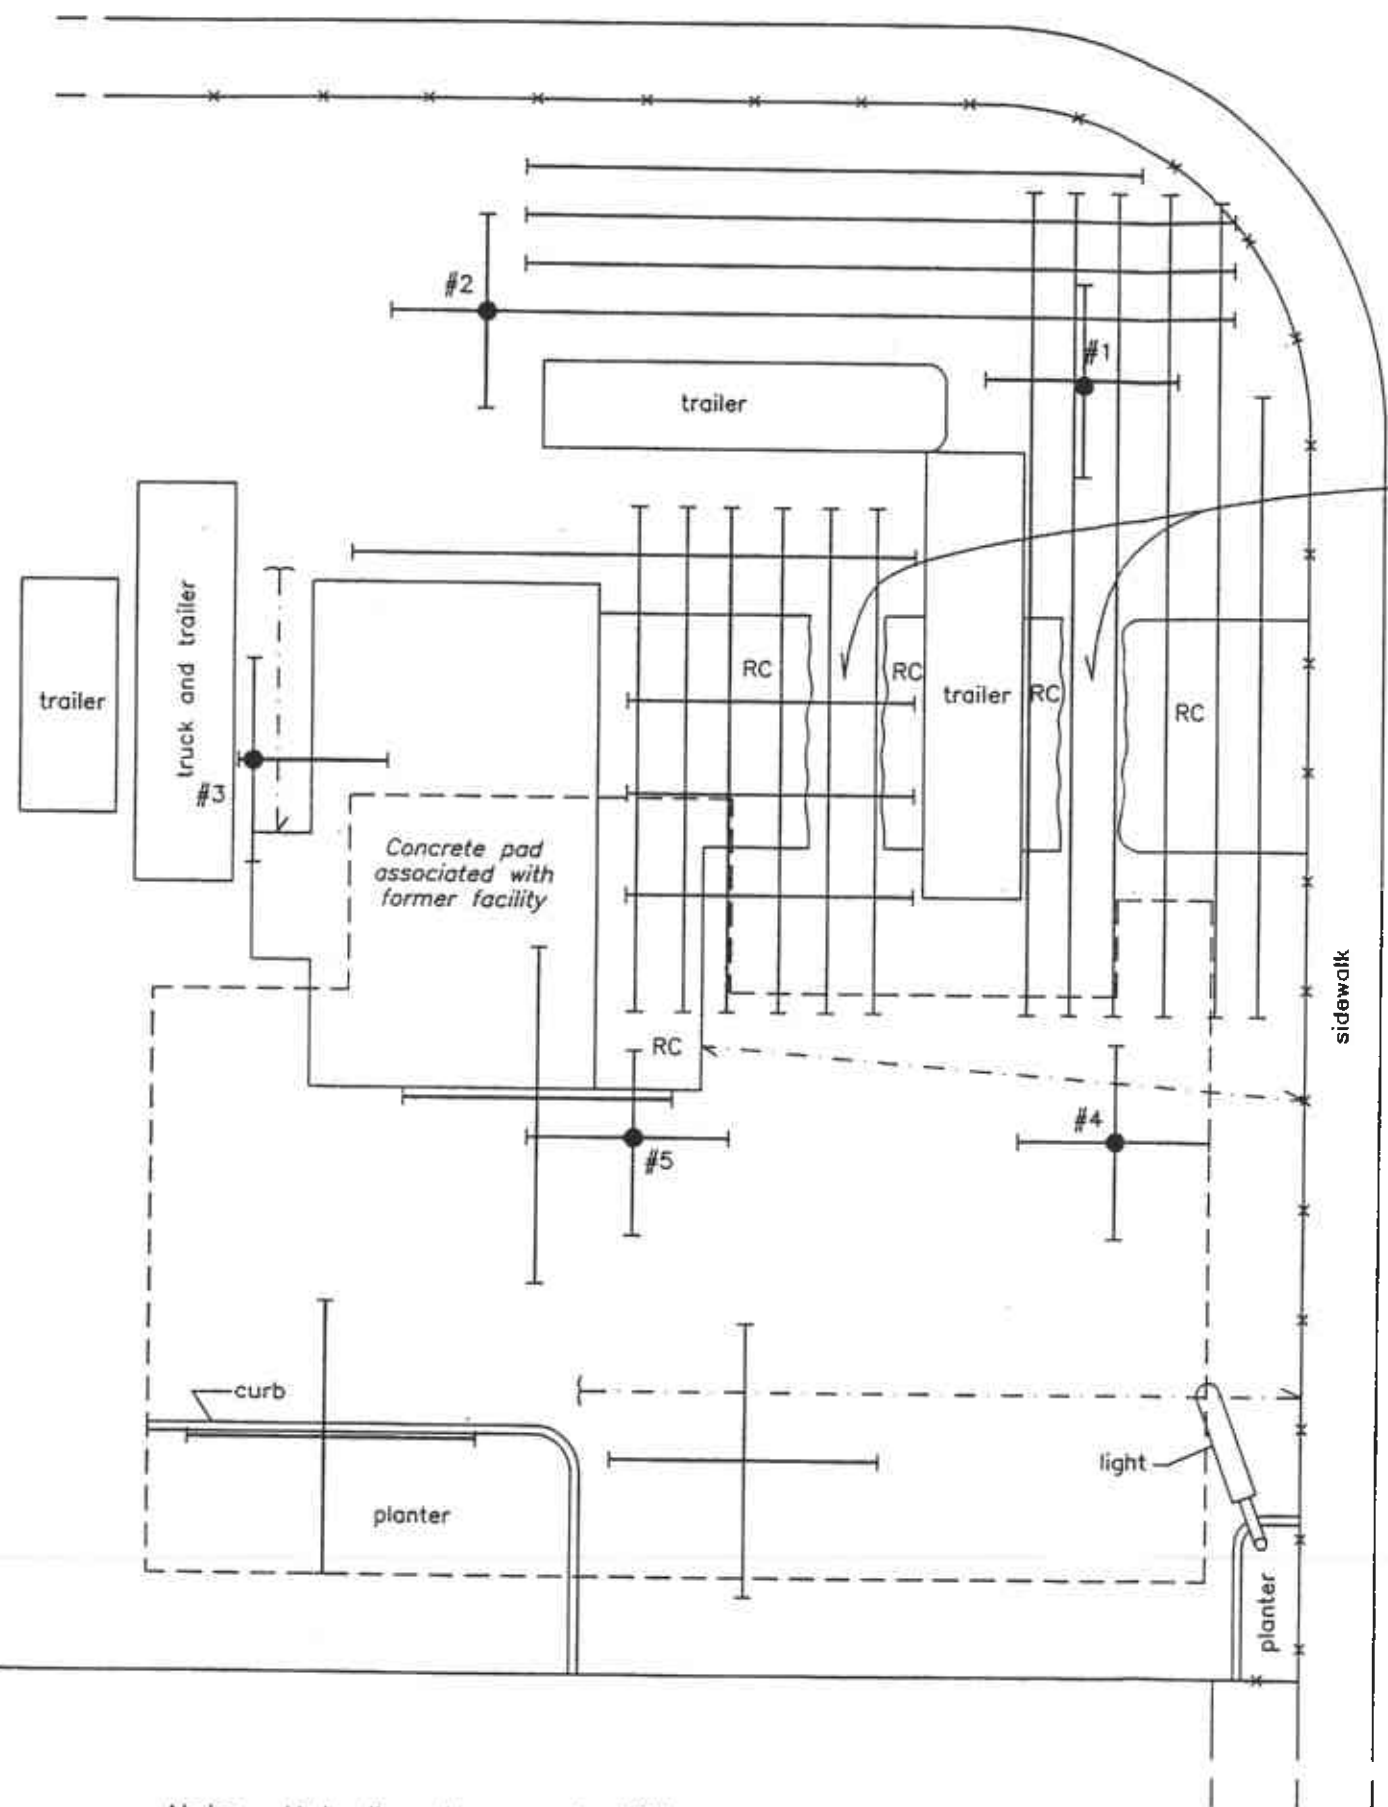 #2
#1
trailer
truck and trailer
trailer
#3
RC
RC
trailer
RC
RC
Concrete pad
associated with
former facility
sidewalk
RC
#4
#5
curb
light
planter
planter